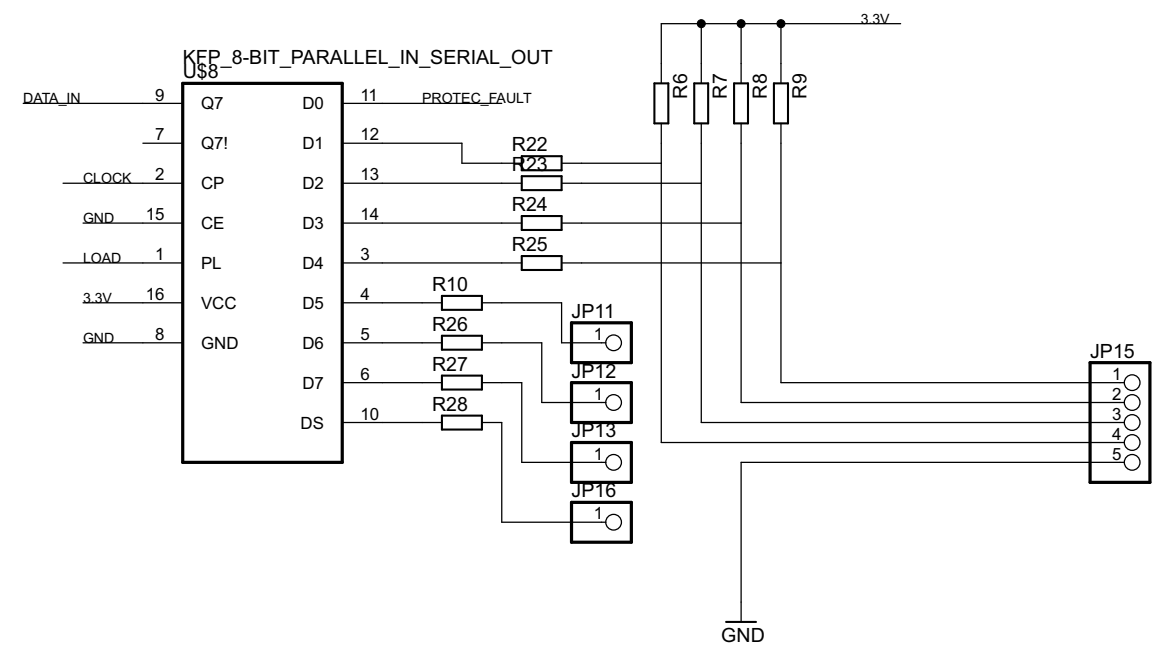 3.3V
KFP_8-BIT_PARALLEL_IN_SERIAL_OUT
U$8
R6
R7
R8
R9
DATA_IN 9 Q7 D0 11 PROTEC_FAULT
7 Q7! D1 12 R22
CLOCK 2 CP D2 13 R23
GND 15 CE D3 14 R24
LOAD 1 PL D4 3 R25
3.3V 16 VCC D5 4 R10
GND 8 GND D6 5 R26
D7 6 R27
DS 10 R28
JP11
1
JP12
1
JP13
1
JP16
1
JP15
1
2
3
4
5
GND